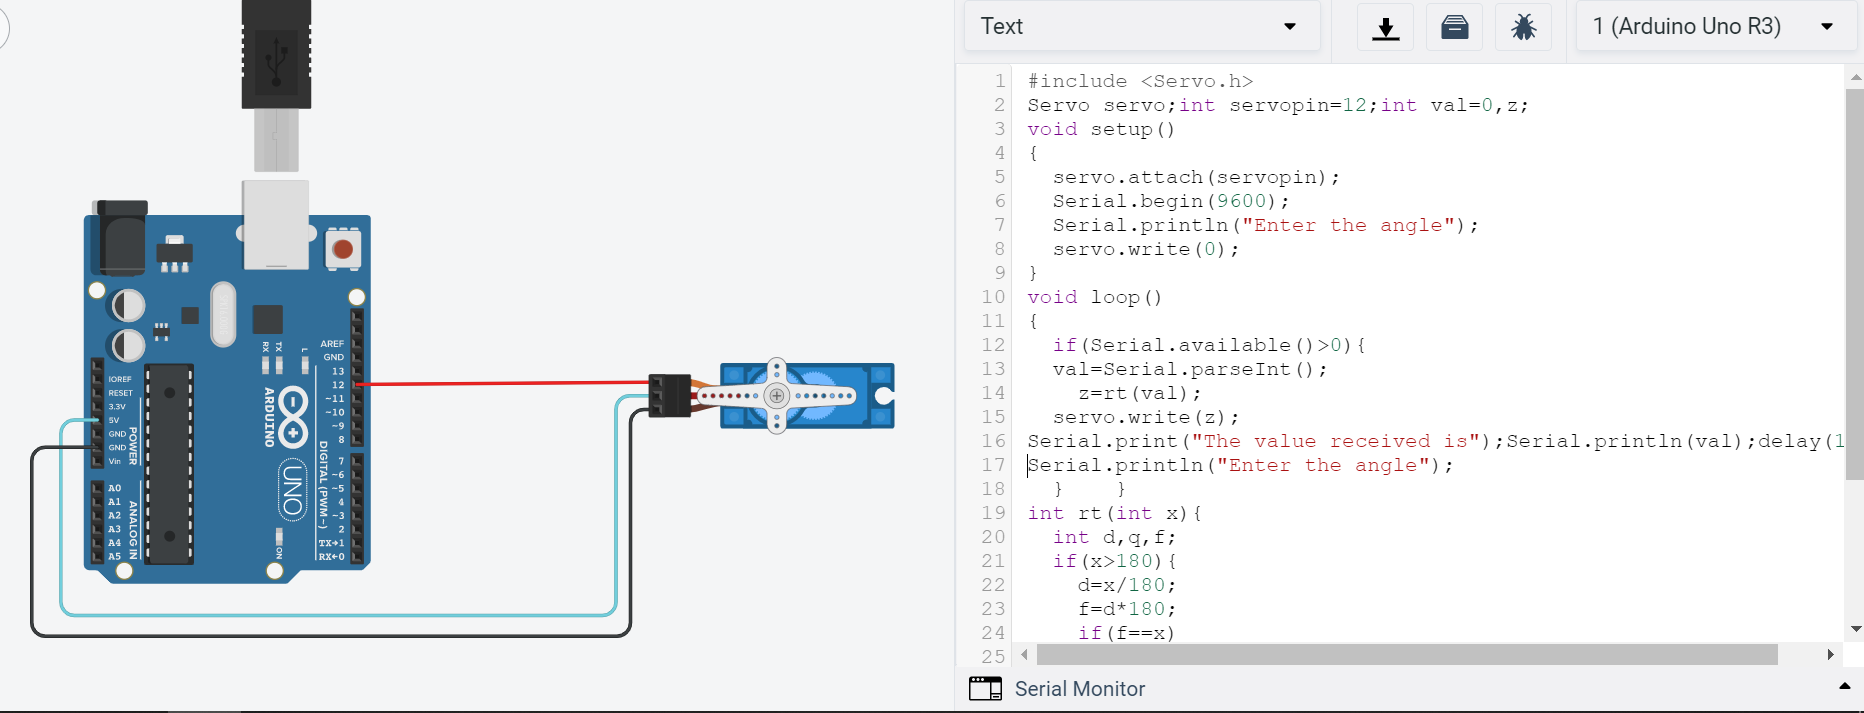 Text
1 (Arduino Uno R3)
1 #include <Servo.h>
2 Servo servo;int servopin=12;int val=0,z;
3 void setup()
4 {
5 servo.attach(servopin);
6 Serial.begin(9600);
7 Serial.println("Enter the angle");
8 servo.write(0);
9 }
10 void loop()
11 {
12 if(Serial.available()>0){
13 val=Serial.parseInt();
14 z=rt(val);
15 servo.write(z);
16 Serial.print("The value received is");Serial.println(val);delay(1
17 Serial.println("Enter the angle");
18 } }
19 int rt(int x){
20 int d,q,f;
21 if(x>180){
22 d=x/180;
23 f=d*180;
24 if(f==x)
25
Serial Monitor
RX
TX
L
AREF
GND
13
12
~11
~10
~9
8
7
~6
~5
4
~3
2
TX→1
RX←0
DIGITAL (PWM~)
IOREF
RESET
3.3V
5V
GND
GND
Vin
POWER
A0
A1
A2
A3
A4
A5
ANALOG IN
ARDUINO
UNO
ON